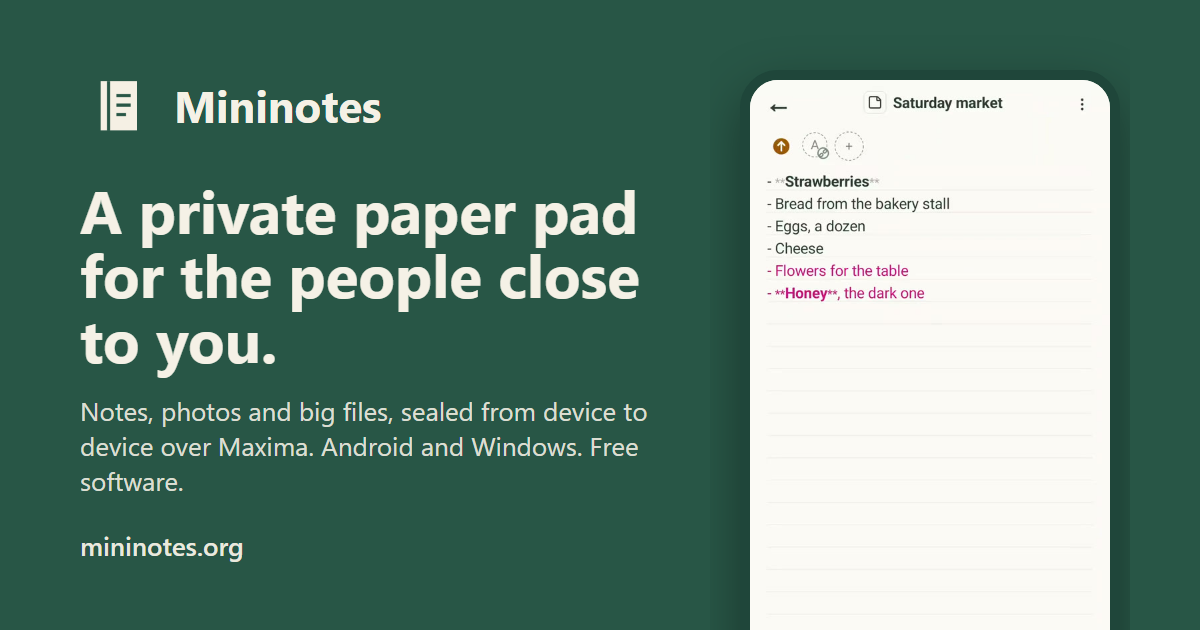 Mininotes
A private paper pad
for the people close
to you.
Notes, photos and big files, sealed from device to
device over Maxima. Android and Windows. Free
software.
mininotes.org
Saturday market
A
+
- **Strawberries**
- Bread from the bakery stall
- Eggs, a dozen
- Cheese
- Flowers for the table
- **Honey**, the dark one